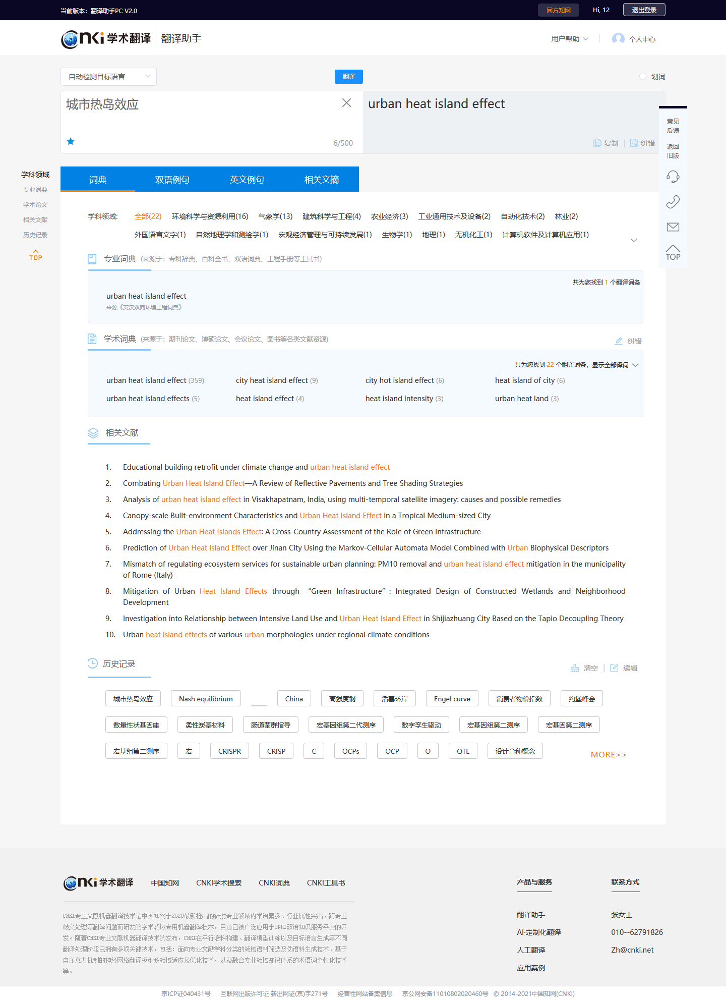 当前版本：翻译助手PC V2.0
同方知网
Hi, 12
退出登录
Cnki 学术翻译
翻译助手
用户帮助
个人中心
自动检测目标语言
翻译
划词
城市热岛效应
6/500
urban heat island effect
复制
纠错
意见
反馈
返回
旧版
TOP
学科领域
专业词典
学术论文
相关文献
历史记录
TOP
词典
双语例句
英文例句
相关文摘
学科领域: 全部(22) 环境科学与资源利用(16) 气象学(13) 建筑科学与工程(4) 农业经济(3) 工业通用技术及设备(2) 自动化技术(2) 林业(2)
外国语言文字(1) 自然地理学和测绘学(1) 宏观经济管理与可持续发展(1) 生物学(1) 地理(1) 无机化工(1) 计算机软件及计算机应用(1)
专业词典 (来源于：专科辞典、百科全书、双语词典、工程手册等工具书)
共为您找到 1 个翻译词条
urban heat island effect
来源《英汉双向环境工程词典》
学术词典 (来源于：期刊论文、博硕论文、会议论文、图书等各类文献资源)
纠错
共为您找到 22 个翻译词条，显示全部译词
urban heat island effect (359) city heat island effect (9) city hot island effect (6) heat island of city (6)
urban heat island effects (5) heat island effect (4) heat island intensity (3) urban heat land (3)
相关文献
1. Educational building retrofit under climate change and urban heat island effect
2. Combating Urban Heat Island Effect—A Review of Reflective Pavements and Tree Shading Strategies
3. Analysis of urban heat island effect in Visakhapatnam, India, using multi-temporal satellite imagery: causes and possible remedies
4. Canopy-scale Built-environment Characteristics and Urban Heat Island Effect in a Tropical Medium-sized City
5. Addressing the Urban Heat Islands Effect: A Cross-Country Assessment of the Role of Green Infrastructure
6. Prediction of Urban Heat Island Effect over Jinan City Using the Markov-Cellular Automata Model Combined with Urban Biophysical Descriptors
7. Mismatch of regulating ecosystem services for sustainable urban planning: PM10 removal and urban heat island effect mitigation in the municipality
of Rome (Italy)
8. Mitigation of Urban Heat Island Effects through “Green Infrastructure”: Integrated Design of Constructed Wetlands and Neighborhood
Development
9. Investigation into Relationship between Intensive Land Use and Urban Heat Island Effect in Shijiazhuang City Based on the Tapio Decoupling Theory
10. Urban heat island effects of various urban morphologies under regional climate conditions
历史记录
清空
编辑
城市热岛效应 Nash equilibrium China 高强度钢 活塞环岸 Engel curve 消费者物价指数 约堡峰会
数量性状基因座 柔性炭基材料 肠道菌群指导 宏基因组第二代测序 数字孪生驱动 宏基因组第二测序 宏基因第二测序
宏基组第二测序 宏 CRISPR CRISP C OCPs OCP O QTL 设计育种概念
MORE>>
Cnki 学术翻译
中国知网
CNKI学术搜索
CNKI词典
CNKI工具书
CNKI专业文献机器翻译技术是中国知网于2020最新推出的针对专业领域内术语繁多、行业属性突出、跨专业
歧义处理等翻译问题而研发的学术领域专用机器翻译技术，目前已被广泛应用于CNKI双语知识服务平台的开
发。随着CNKI专业文献机器翻译技术的发布，CNKI在平行语料构建、翻译模型训练以及目标语言生成等不同
翻译处理阶段已拥有多项关键技术，包括：面向专业文献学科分类的领域语料筛选及伪语料生成技术、基于
自注意力机制的神经网络翻译模型多领域适应及优化技术，以及融合专业领域知识体系的术语词个性化技术
等。
产品与服务
翻译助手
AI·定制化翻译
人工翻译
应用案例
联系方式
张女士
010--62791826
Zh@cnki.net
京ICP证040431号 互联网出版许可证 新出网证(京)字271号 经营性网站备案信息 京公网安备11010802020460号 © 2014-2021中国知网(CNKI)